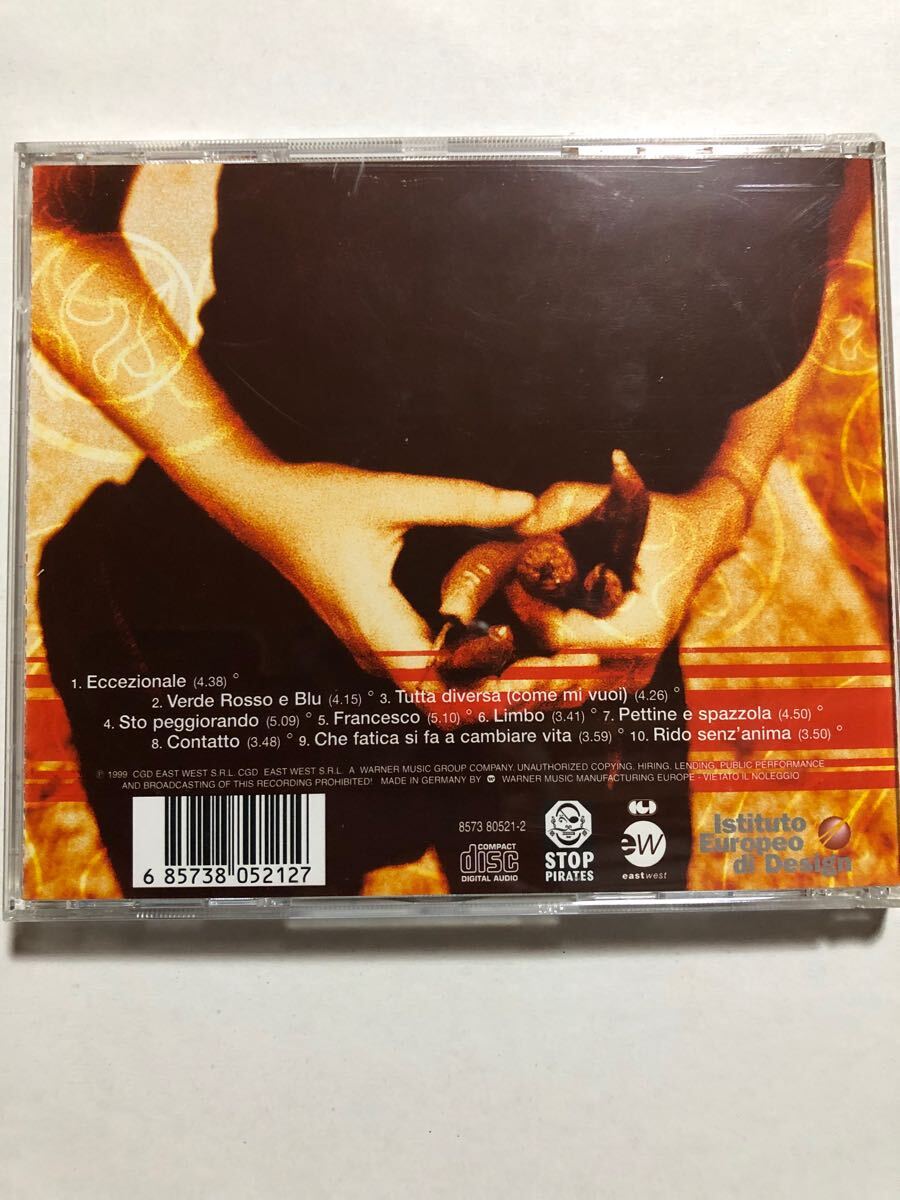 1. Eccezionale (4.38) °
2. Verde Rosso e Blu (4.15) ° 3. Tutta diversa (come mi vuoi) (4.26) °
4. Sto peggiorando (5.09) ° 5. Francesco (5.10) ° 6. Limbo (3.41) ° 7. Pettine e spazzola (4.50) °
8. Contatto (3.48) ° 9. Che fatica si fa a cambiare vita (3.59) ° 10. Rido senz'anima (3.50) °
℗ 1999 CGD EAST WEST S.R.L. CGD EAST WEST S.R.L. A WARNER MUSIC GROUP COMPANY. UNAUTHORIZED COPYING, HIRING, LENDING, PUBLIC PERFORMANCE
AND BROADCASTING OF THIS RECORDING PROHIBITED! MADE IN GERMANY BY WARNER MUSIC MANUFACTURING EUROPE - VIETATO IL NOLEGGIO
6 85738 052127
8573 80521-2
COMPACT
disc
DIGITAL AUDIO
STOP
PIRATES
CGD
ew
eastwest
Istituto
Europeo
di Design